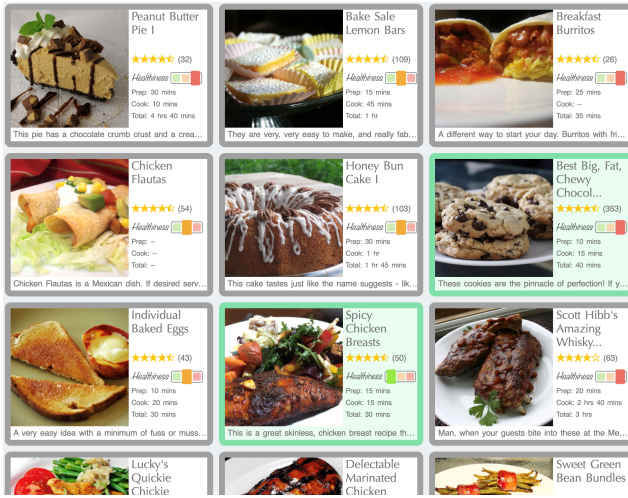 Peanut Butter
Pie I
(32)
Healthiness
Prep: 30 mins
Cook: 10 mins
Total: 4 hrs 40 mins
This pie has a chocolate crumb crust and a crea...
Bake Sale
Lemon Bars
(109)
Healthiness
Prep: 15 mins
Cook: 45 mins
Total: 1 hr
They are very, very easy to make, and really fab...
Breakfast
Burritos
(26)
Healthiness
Prep: 25 mins
Cook: --
Total: 35 mins
A different way to start your day. Burritos with fri...
Chicken
Flautas
(54)
Healthiness
Prep: --
Cook: --
Total: --
Chicken Flautas is a Mexican dish. If desired serv...
Honey Bun
Cake I
(103)
Healthiness
Prep: 30 mins
Cook: 1 hr
Total: 1 hr 45 mins
This cake tastes just like the name suggests - lik...
Best Big, Fat,
Chewy
Chocol...
(353)
Healthiness
Prep: 10 mins
Cook: 15 mins
Total: 40 mins
These cookies are the pinnacle of perfection! If y...
Individual
Baked Eggs
(43)
Healthiness
Prep: 10 mins
Cook: 20 mins
Total: 30 mins
A very easy idea with a minimum of fuss or muss...
Spicy
Chicken
Breasts
(50)
Healthiness
Prep: 15 mins
Cook: 15 mins
Total: 30 mins
This is a great skinless, chicken breast recipe th...
Scott Hibb's
Amazing
Whisky...
(63)
Healthiness
Prep: 20 mins
Cook: 2 hrs 40 mins
Total: 3 hrs
Man, when your guests bite into these at the Me...
Lucky's
Quickie
Chickie
Delectable
Marinated
Chicken
Sweet Green
Bean Bundles